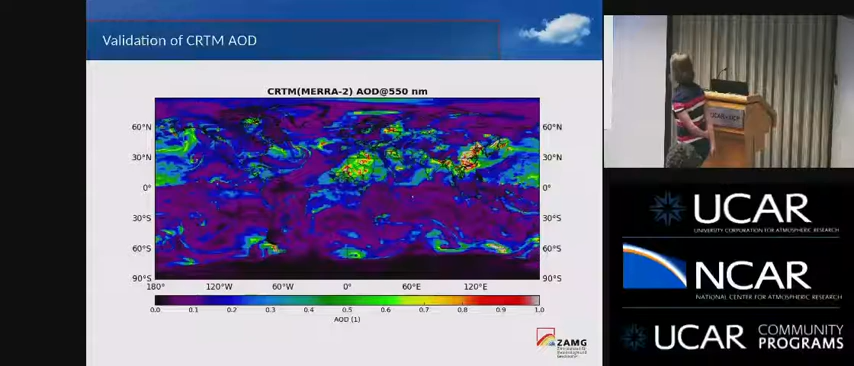 Validation of CRTM AOD
CRTM(MERRA-2) AOD@550 nm
60°N 60°N
30°N 30°N
0° 0°
30°S 30°S
60°S 60°S
90°S 90°S
180° 120°W 60°W 0° 60°E 120°E
0.0 0.1 0.2 0.3 0.4 0.5 0.6 0.7 0.8 0.9 1.0
AOD (1)
ZAMG
UCAR
UNIVERSITY CORPORATION FOR ATMOSPHERIC RESEARCH
NCAR
NATIONAL CENTER FOR ATMOSPHERIC RESEARCH
UCAR COMMUNITY
PROGRAMS